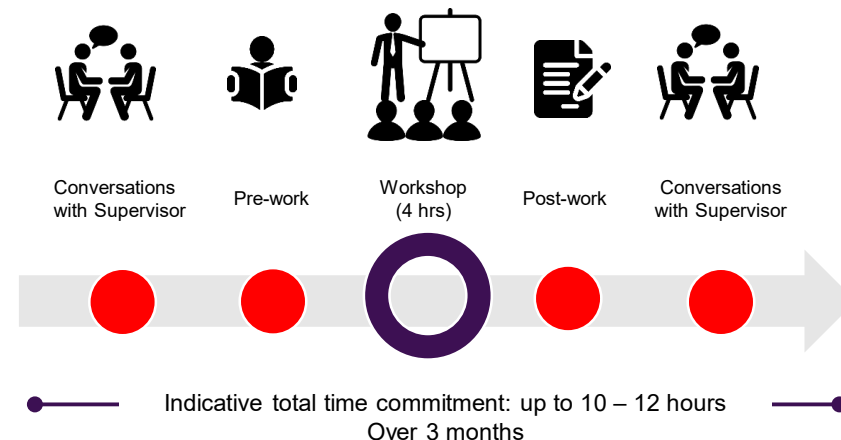 Conversations
with Supervisor
Pre-work
Workshop
(4 hrs)
Post-work
Conversations
with Supervisor
Indicative total time commitment: up to 10 – 12 hours
Over 3 months